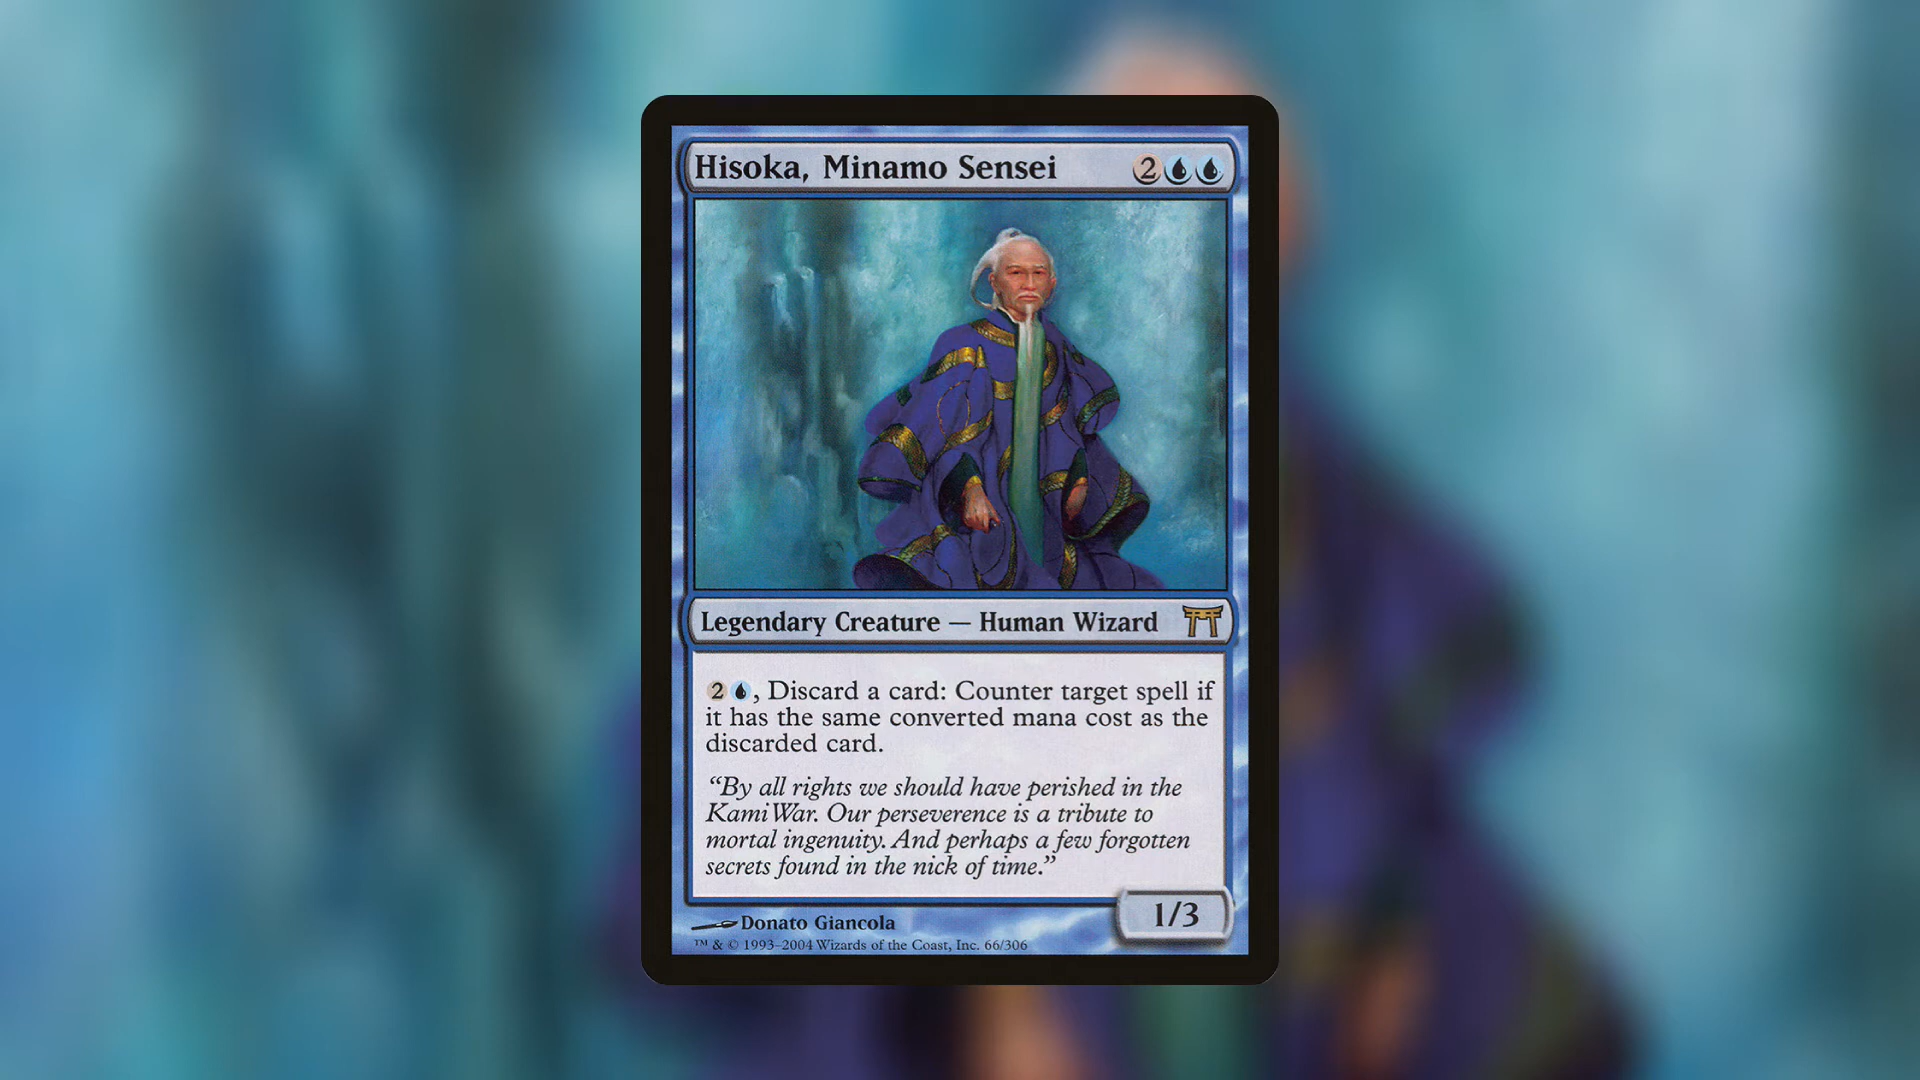 Hisoka, Minamo Sensei 2
Legendary Creature — Human Wizard
2, Discard a card: Counter target spell if
it has the same converted mana cost as the
discarded card.
“By all rights we should have perished in the
Kami War. Our perseverence is a tribute to
mortal ingenuity. And perhaps a few forgotten
secrets found in the nick of time.”
1/3
Donato Giancola
™ & © 1993–2004 Wizards of the Coast, Inc. 66/306